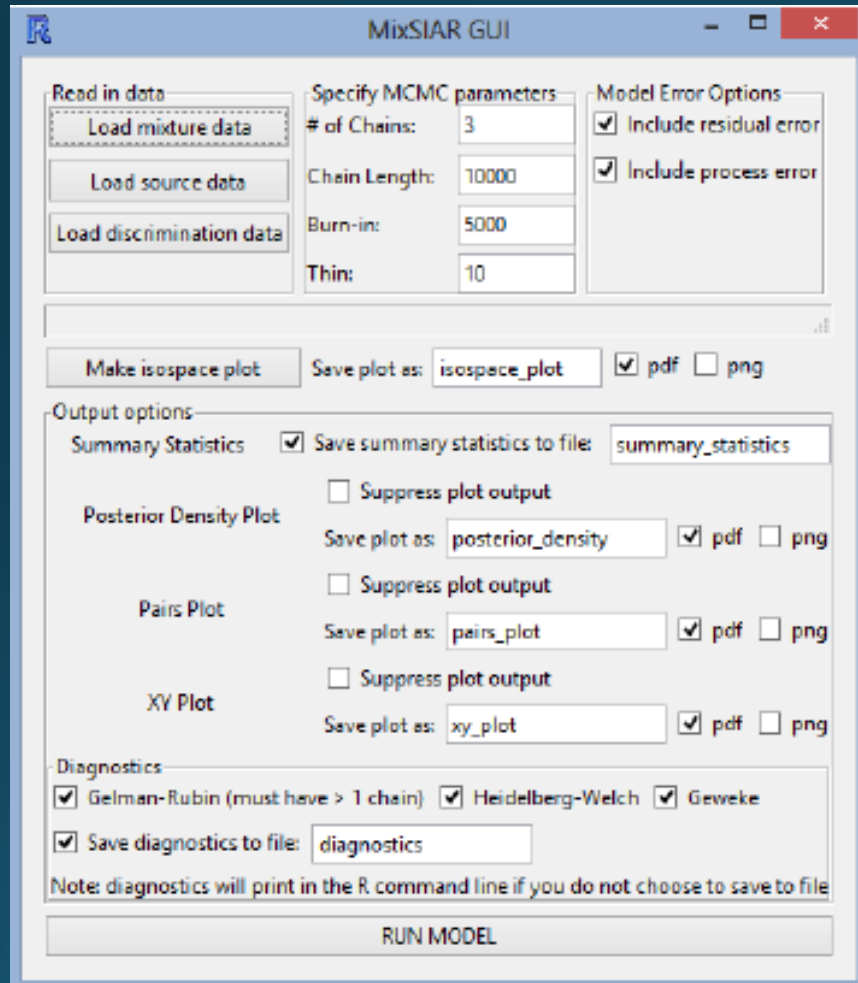 MixSIAR GUI
Read in data
Load mixture data
Load source data
Load discrimination data
Specify MCMC parameters
# of Chains: 3
Chain Length: 10000
Burn-in: 5000
Thin: 10
Model Error Options
Include residual error
Include process error
Make isospace plot Save plot as: isospace_plot pdf png
Output options
Summary Statistics Save summary statistics to file: summary_statistics
Suppress plot output
Posterior Density Plot
Save plot as: posterior_density pdf png
Suppress plot output
Pairs Plot
Save plot as: pairs_plot pdf png
Suppress plot output
XY Plot
Save plot as: xy_plot pdf png
Diagnostics
Gelman-Rubin (must have > 1 chain) Heidelberg-Welch Geweke
Save diagnostics to file: diagnostics
Note: diagnostics will print in the R command line if you do not choose to save to file
RUN MODEL